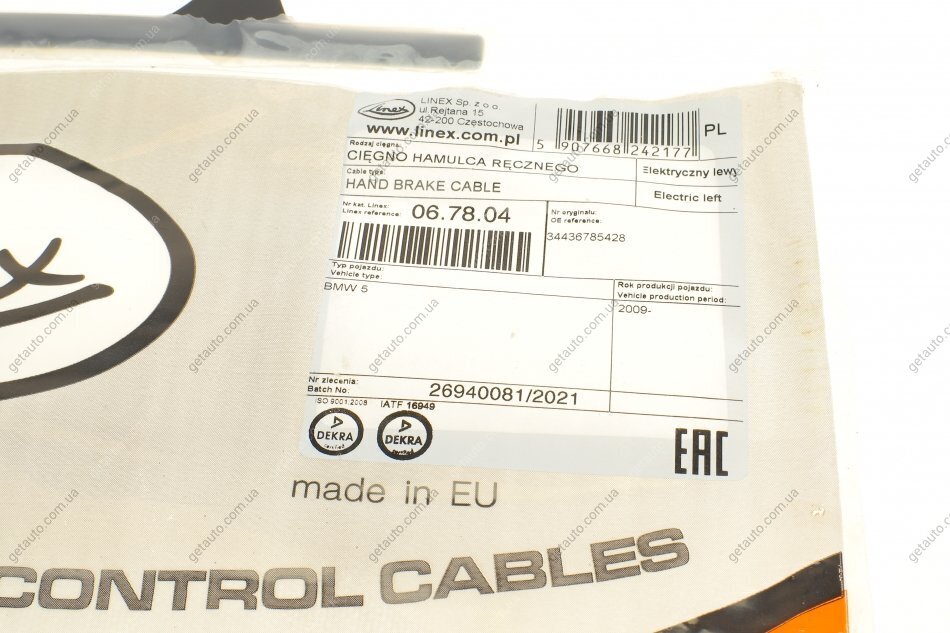 Linex
LINEX Sp. z o.o.
ul.Rejtana 15
42-200 Częstochowa
www.linex.com.pl
5 907668 242177
PL
Rodzaj cięgna:
CIĘGNO HAMULCA RĘCZNEGO
Elektryczny lewy
Cable type:
HAND BRAKE CABLE
Electric left
Nr kat. Linex:
Linex reference:
06.78.04
Nr oryginału:
OE reference:
34436785428
Typ pojazdu:
Vehicle type:
BMW 5
Rok produkcji pojazdu:
Vehicle production period:
2009-
Nr zlecenia:
Batch No:
26940081/2021
ISO 9001:2008
IATF 16949
DEKRA
certified
DEKRA
EAC
made in EU
CONTROL CABLES
getauto.com.ua